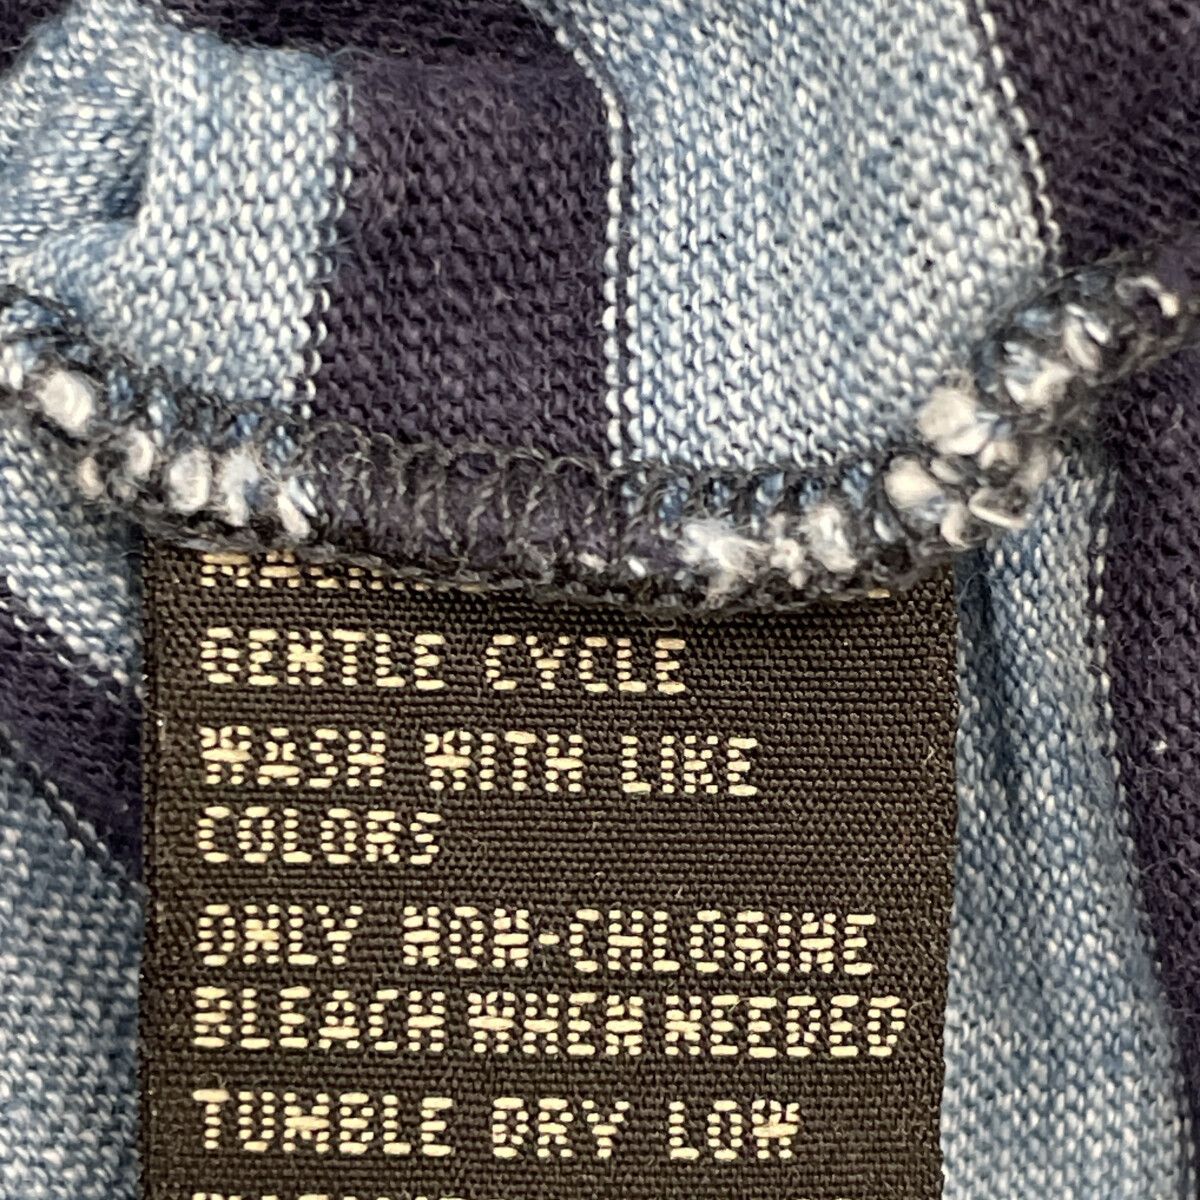 GENTLE CYCLE
WASH WITH LIKE
COLORS
ONLY NON-CHLORINE
BLEACH WHEN NEEDED
TUMBLE DRY LOW